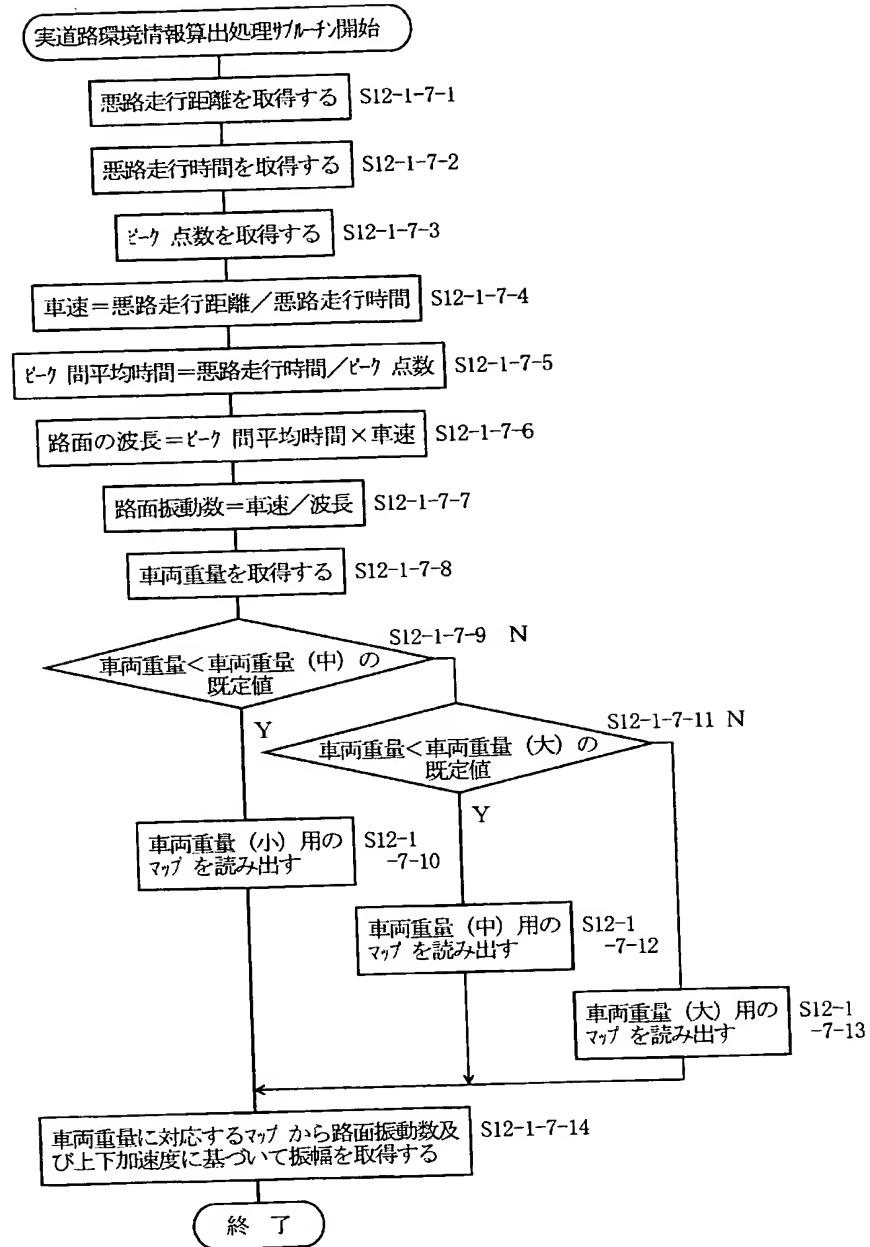 実道路環境情報算出処理サブルーチン開始
悪路走行距離を取得する S12-1-7-1
悪路走行時間を取得する S12-1-7-2
ピーク 点数を取得する S12-1-7-3
車速＝悪路走行距離／悪路走行時間 S12-1-7-4
ピーク 間平均時間＝悪路走行時間／ピーク 点数 S12-1-7-5
路面の波長＝ピーク 間平均時間×車速 S12-1-7-6
路面振動数＝車速／波長 S12-1-7-7
車両重量を取得する S12-1-7-8
S12-1-7-9 N
車両重量＜車両重量（中）の
既定値
Y
S12-1-7-11 N
車両重量＜車両重量（大）の
既定値
Y
車両重量（小）用の S12-1
マップ を読み出す -7-10
車両重量（中）用の S12-1
マップ を読み出す -7-12
車両重量（大）用の S12-1
マップ を読み出す -7-13
車両重量に対応するマップ から路面振動数及 S12-1-7-14
び上下加速度に基づいて振幅を取得する
終 了